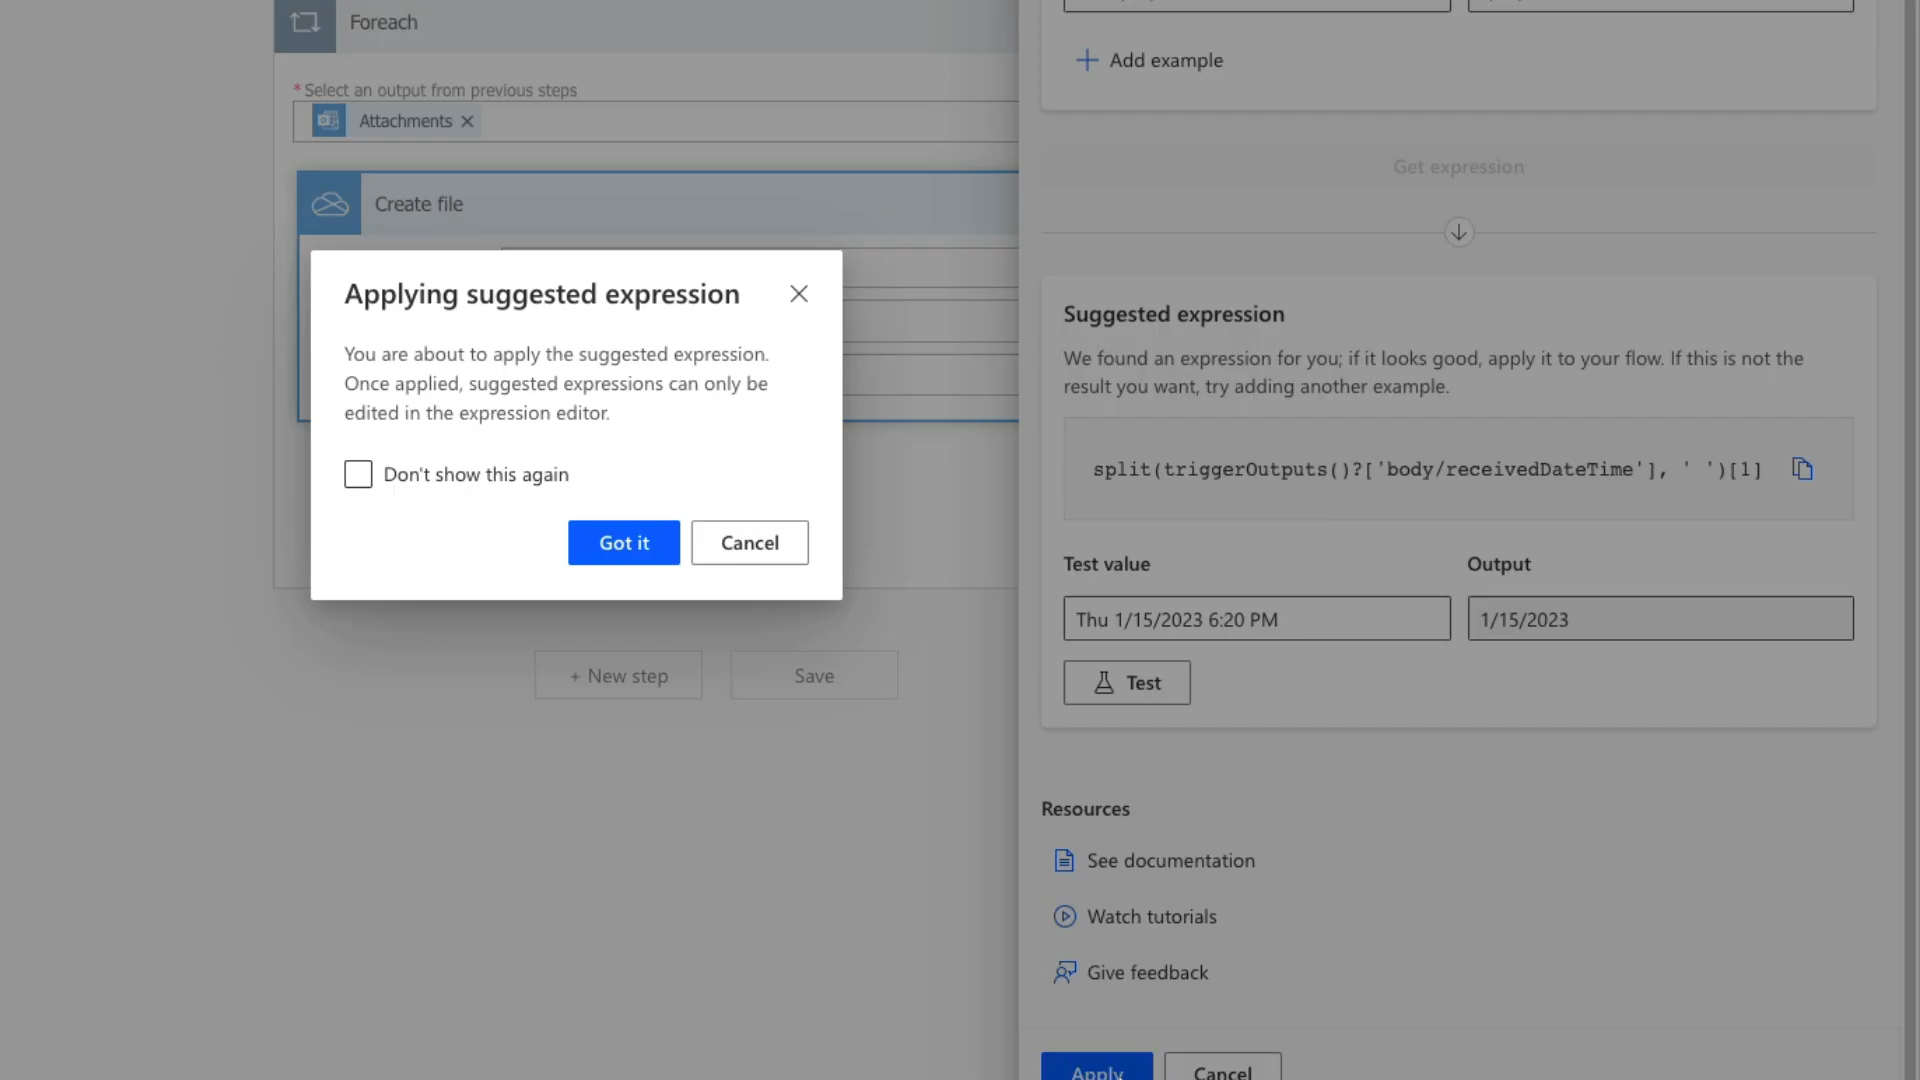 Foreach
* Select an output from previous steps
Attachments
Create file
Applying suggested expression
You are about to apply the suggested expression.
Once applied, suggested expressions can only be
edited in the expression editor.
Don't show this again
Got it
Cancel
+ New step
Save
Add example
Get expression
Suggested expression
We found an expression for you; if it looks good, apply it to your flow. If this is not the
result you want, try adding another example.
split(triggerOutputs()?['body/receivedDateTime'], ' ')[1]
Test value
Output
Thu 1/15/2023 6:20 PM
1/15/2023
Test
Resources
See documentation
Watch tutorials
Give feedback
Apply
Cancel